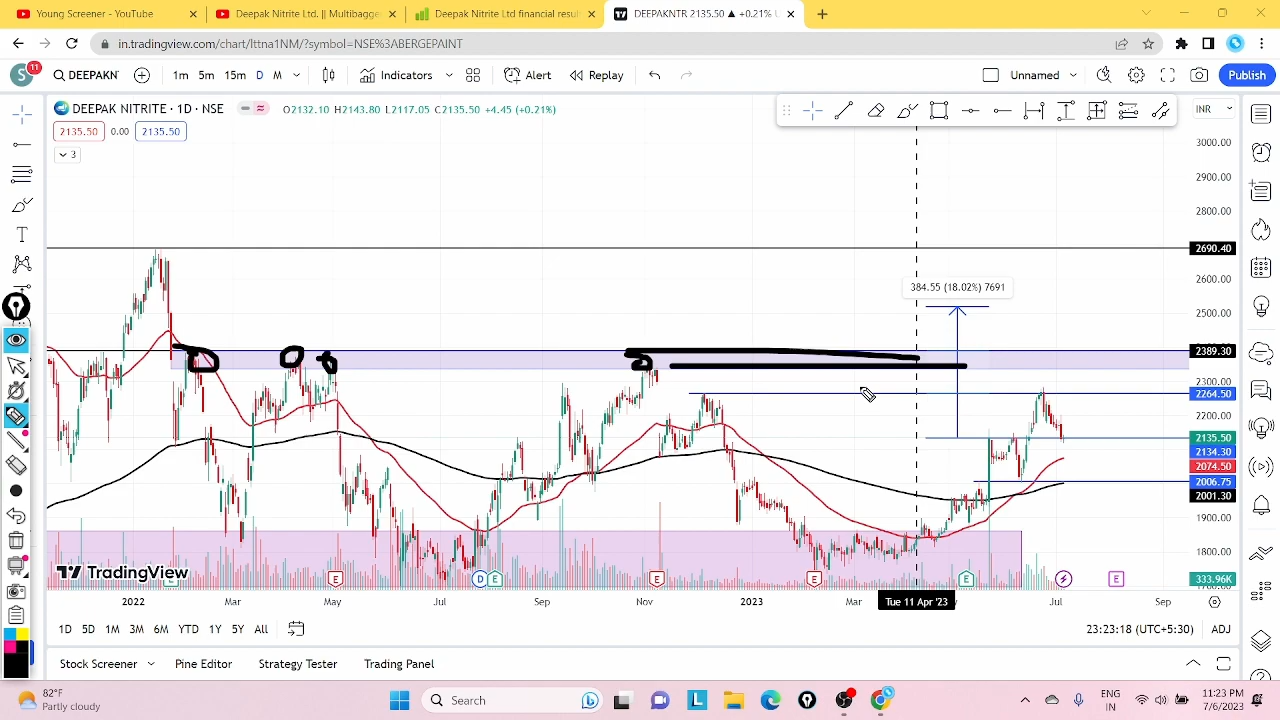 Young Screener - YouTube
Deepak Nitrite Ltd. || Multibagger
Deepak Nitrite Ltd financial result
DEEPAKNTR 2135.50 ▲ +0.21% U
in.tradingview.com/chart/lttna1NM/?symbol=NSE%3ABERGEPAINT
S 11 DEEPAKN 1m 5m 15m D M Indicators Alert Replay Unnamed Publish
DEEPAK NITRITE · 1D · NSE O2132.10 H2143.80 L2117.05 C2135.50 +4.45 (+0.21%) INR
2135.50 0.00 2135.50
3
3000.00
2900.00
2800.00
2690.40
2600.00
384.55 (18.02%) 7691
2500.00
2389.30
2300.00
2264.50
2200.00
2135.50
2134.30
2074.50
2006.75
2001.30
1900.00
1800.00
333.96K
TradingView
E D E E E E E
2022 Mar May Jul Sep Nov 2023 Mar Tue 11 Apr '23 Jul Sep
1D 5D 1M 3M 6M YTD 1Y 5Y All 23:23:18 (UTC+5:30) ADJ
Stock Screener Pine Editor Strategy Tester Trading Panel
82°F
Partly cloudy
Search
ENG
IN
11:23 PM
7/6/2023